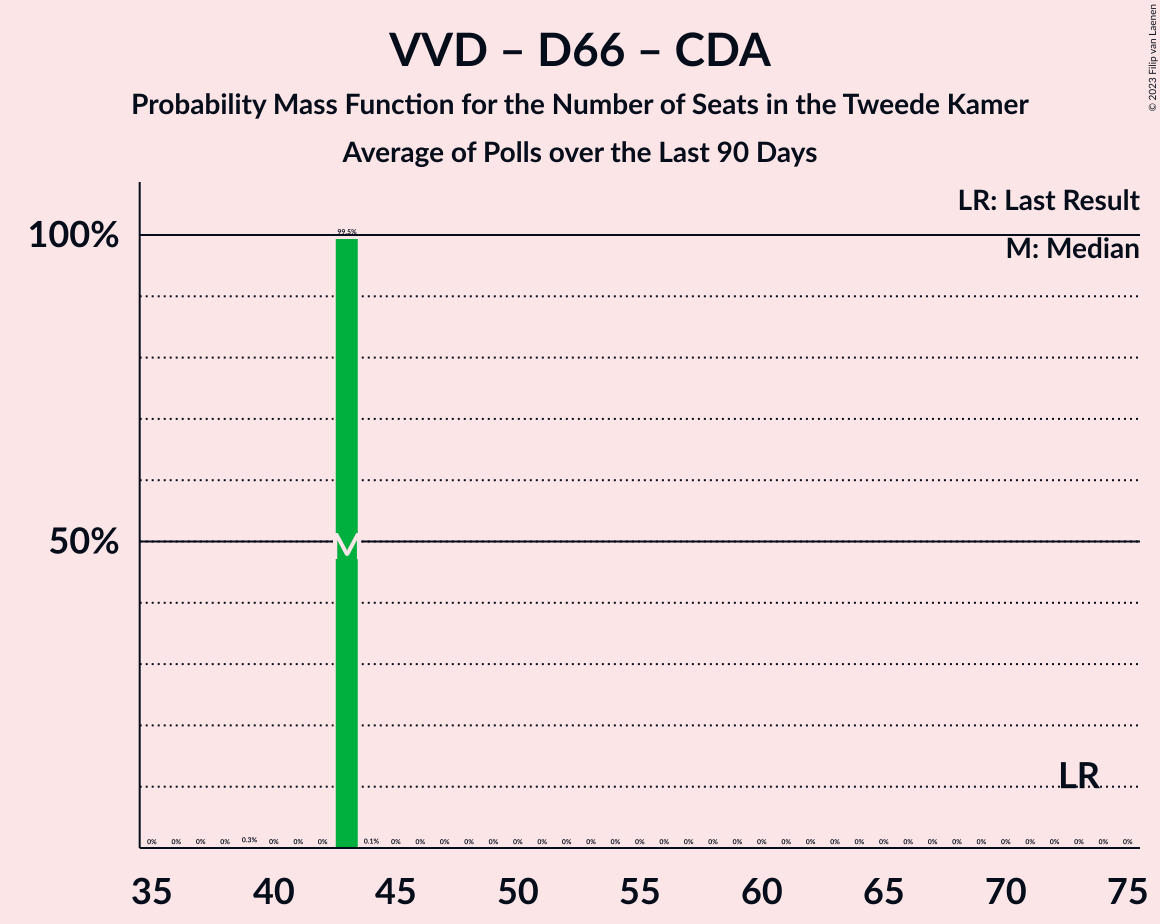 VVD – D66 – CDA
Probability Mass Function for the Number of Seats in the Tweede Kamer
Average of Polls over the Last 90 Days
© 2023 Filip van Laenen
LR: Last Result
M: Median
100%
99.5%
50%
M
LR
0% 0% 0% 0% 0.3% 0% 0% 0% 0.1% 0% 0% 0% 0% 0% 0% 0% 0% 0% 0% 0% 0% 0% 0% 0% 0% 0% 0% 0% 0% 0% 0% 0% 0% 0% 0% 0% 0% 0% 0% 0%
35 40 45 50 55 60 65 70 75